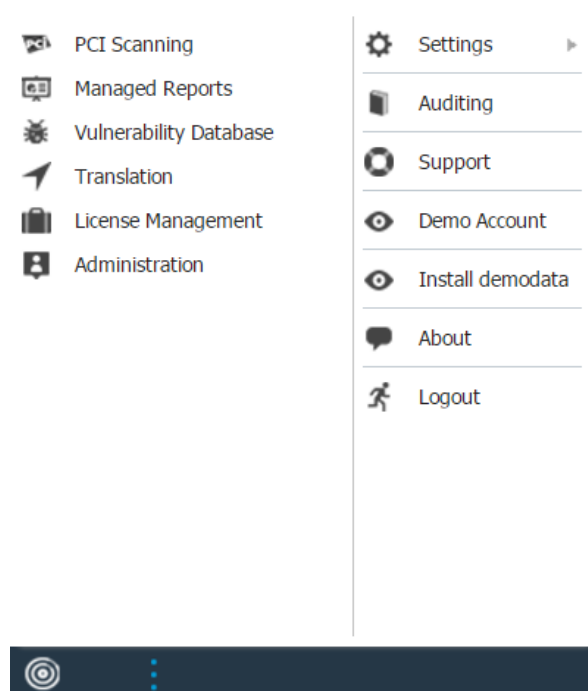 PCI Scanning
Managed Reports
Vulnerability Database
Translation
License Management
Administration
Settings
Auditing
Support
Demo Account
Install demodata
About
Logout